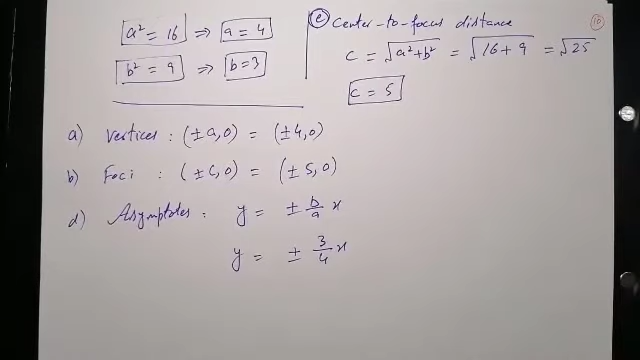 a² = 16 ⇒ a = 4
b² = 9 ⇒ b = 3
(e) Center-to-focus distance
c = √a²+b² = √16+9 = √25
c = 5
10
a) Vertices : (±a,0) = (±4,0)
b) Foci : (±c,0) = (±5,0)
d) Asymptotes : y = ± b/a x
y = ± 3/4 x